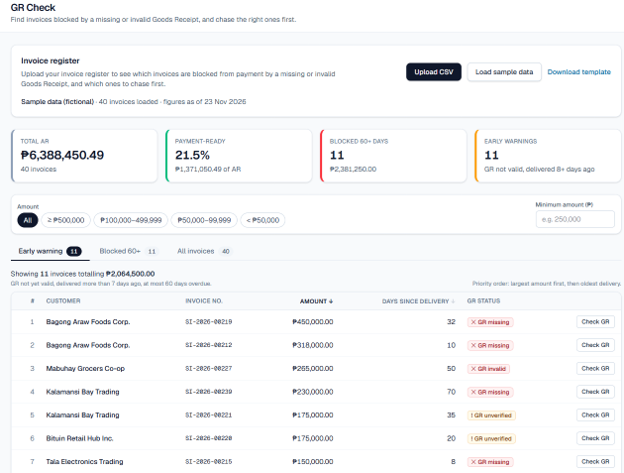 GR Check
Find invoices blocked by a missing or invalid Goods Receipt, and chase the right ones first.
Invoice register
Upload your invoice register to see which invoices are blocked from payment by a missing or invalid
Goods Receipt, and which ones to chase first.
Sample data (fictional) · 40 invoices loaded · figures as of 23 Nov 2026
Upload CSV
Load sample data
Download template
TOTAL AR
₱6,388,450.49
40 invoices
PAYMENT-READY
21.5%
₱1,371,050.49 of AR
BLOCKED 60+ DAYS
11
₱2,381,250.00
EARLY WARNINGS
11
GR not valid, delivered 8+ days ago
Amount
All ≥ ₱500,000 ₱100,000–499,999 ₱50,000–99,999 < ₱50,000
Minimum amount (₱)
e.g. 250,000
Early warning 11 Blocked 60+ 11 All invoices 40
Showing 11 invoices totalling ₱2,064,500.00
GR not yet valid, delivered more than 7 days ago, at most 60 days overdue.
Priority order: largest amount first, then oldest delivery.
# CUSTOMER INVOICE NO. AMOUNT ↓ DAYS SINCE DELIVERY ↓ GR STATUS
1 Bagong Araw Foods Corp. SI-2026-00219 ₱450,000.00 32 × GR missing Check GR
2 Bagong Araw Foods Corp. SI-2026-00212 ₱318,000.00 10 × GR missing Check GR
3 Mabuhay Grocers Co-op SI-2026-00227 ₱265,000.00 50 × GR invalid Check GR
4 Kalamansi Bay Trading SI-2026-00239 ₱230,000.00 70 × GR missing Check GR
5 Kalamansi Bay Trading SI-2026-00221 ₱175,000.00 35 ! GR unverified Check GR
6 Bituin Retail Hub Inc. SI-2026-00220 ₱175,000.00 20 ! GR unverified Check GR
7 Tala Electronics Trading SI-2026-00215 ₱150,000.00 8 × GR missing Check GR